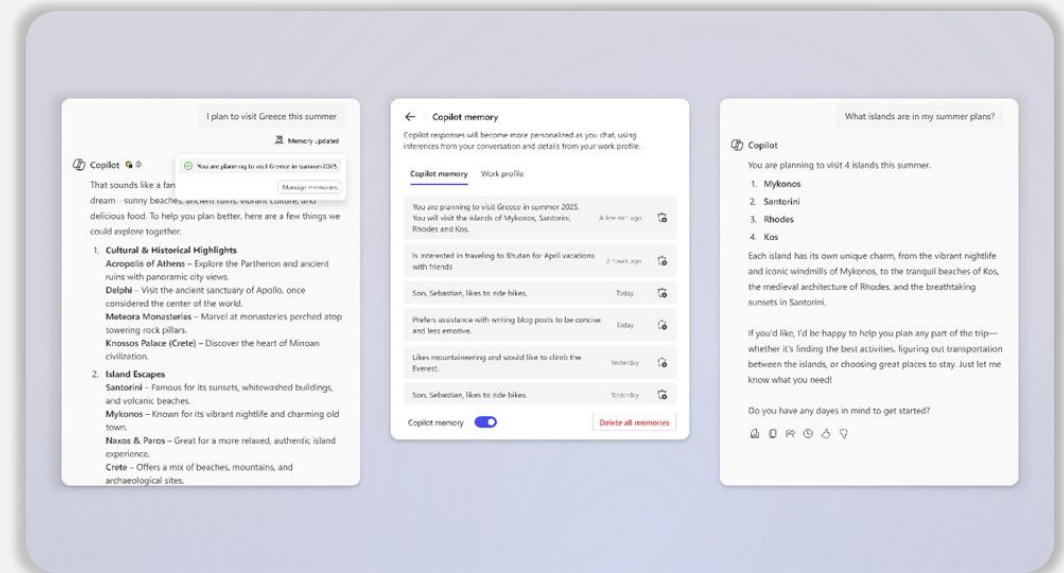 I plan to visit Greece this summer
Memory updated
Copilot
You are planning to visit Greece in summer 2025
Manage memories
That sounds like a fan
dream—sunny beaches, ancient ruins, vibrant culture, and
delicious food. To help you plan better, here are a few things we
could explore together:
1. Cultural & Historical Highlights
Acropolis of Athens – Explore the Parthenon and ancient
ruins with panoramic city views.
Delphi – Visit the ancient sanctuary of Apollo, once
considered the center of the world.
Meteora Monasteries – Marvel at monasteries perched atop
towering rock pillars.
Knossos Palace (Crete) – Discover the heart of Minoan
civilization.
2. Island Escapes
Santorini – Famous for its sunsets, whitewashed buildings,
and volcanic beaches.
Mykonos – Known for its vibrant nightlife and charming old
town.
Naxos & Paros – Great for a more relaxed, authentic island
experience.
Crete – Offers a mix of beaches, mountains, and
archaeological sites.
Copilot memory
Copilot responses will become more personalized as you chat, using
inferences from your conversation and details from your work profile.
Copilot memory Work profile
You are planning to visit Greece in summer 2025.
You will visit the islands of Mykonos, Santorini, A few min ago
Rhodes and Kos.
Is interested in traveling to Bhutan for April vacations 2 hours ago
with friends
Son, Sebastian, likes to ride bikes. Today
Prefers assistance with writing blog posts to be concise Today
and less emotive.
Likes mountaineering and would like to climb the Yesterday
Everest.
Son, Sebastian, likes to ride bikes. Yesterday
Copilot memory Delete all memories
What islands are in my summer plans?
Copilot
You are planning to visit 4 islands this summer.
1. Mykonos
2. Santorini
3. Rhodes
4. Kos
Each island has its own unique charm, from the vibrant nightlife
and iconic windmills of Mykonos, to the tranquil beaches of Kos,
the medieval architecture of Rhodes, and the breathtaking
sunsets in Santorini.
If you'd like, I'd be happy to help you plan any part of the trip—
whether it's finding the best activities, figuring out transportation
between the islands, or choosing great places to stay. Just let me
know what you need!
Do you have any dayes in mind to get started?